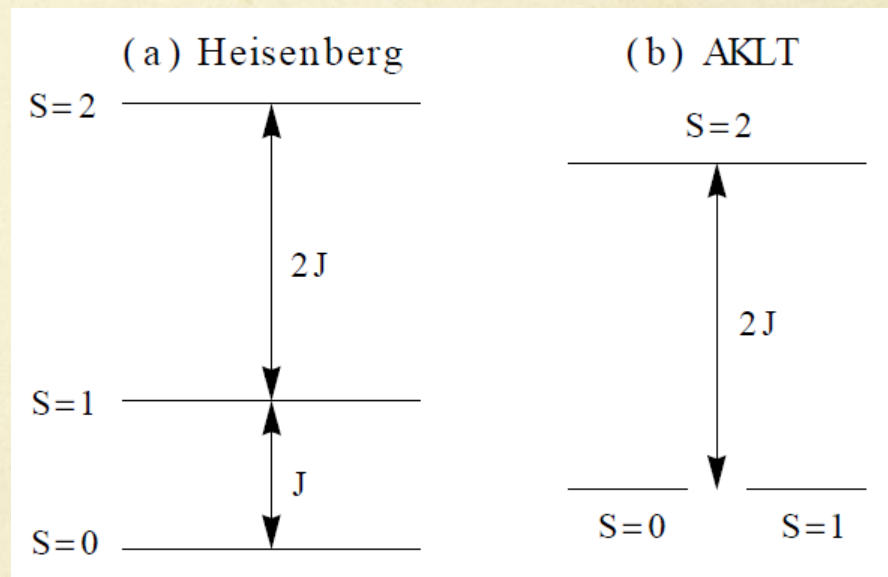 (a) Heisenberg
S=2
2J
S=1
J
S=0
(b) AKLT
S=2
2J
S=0
S=1